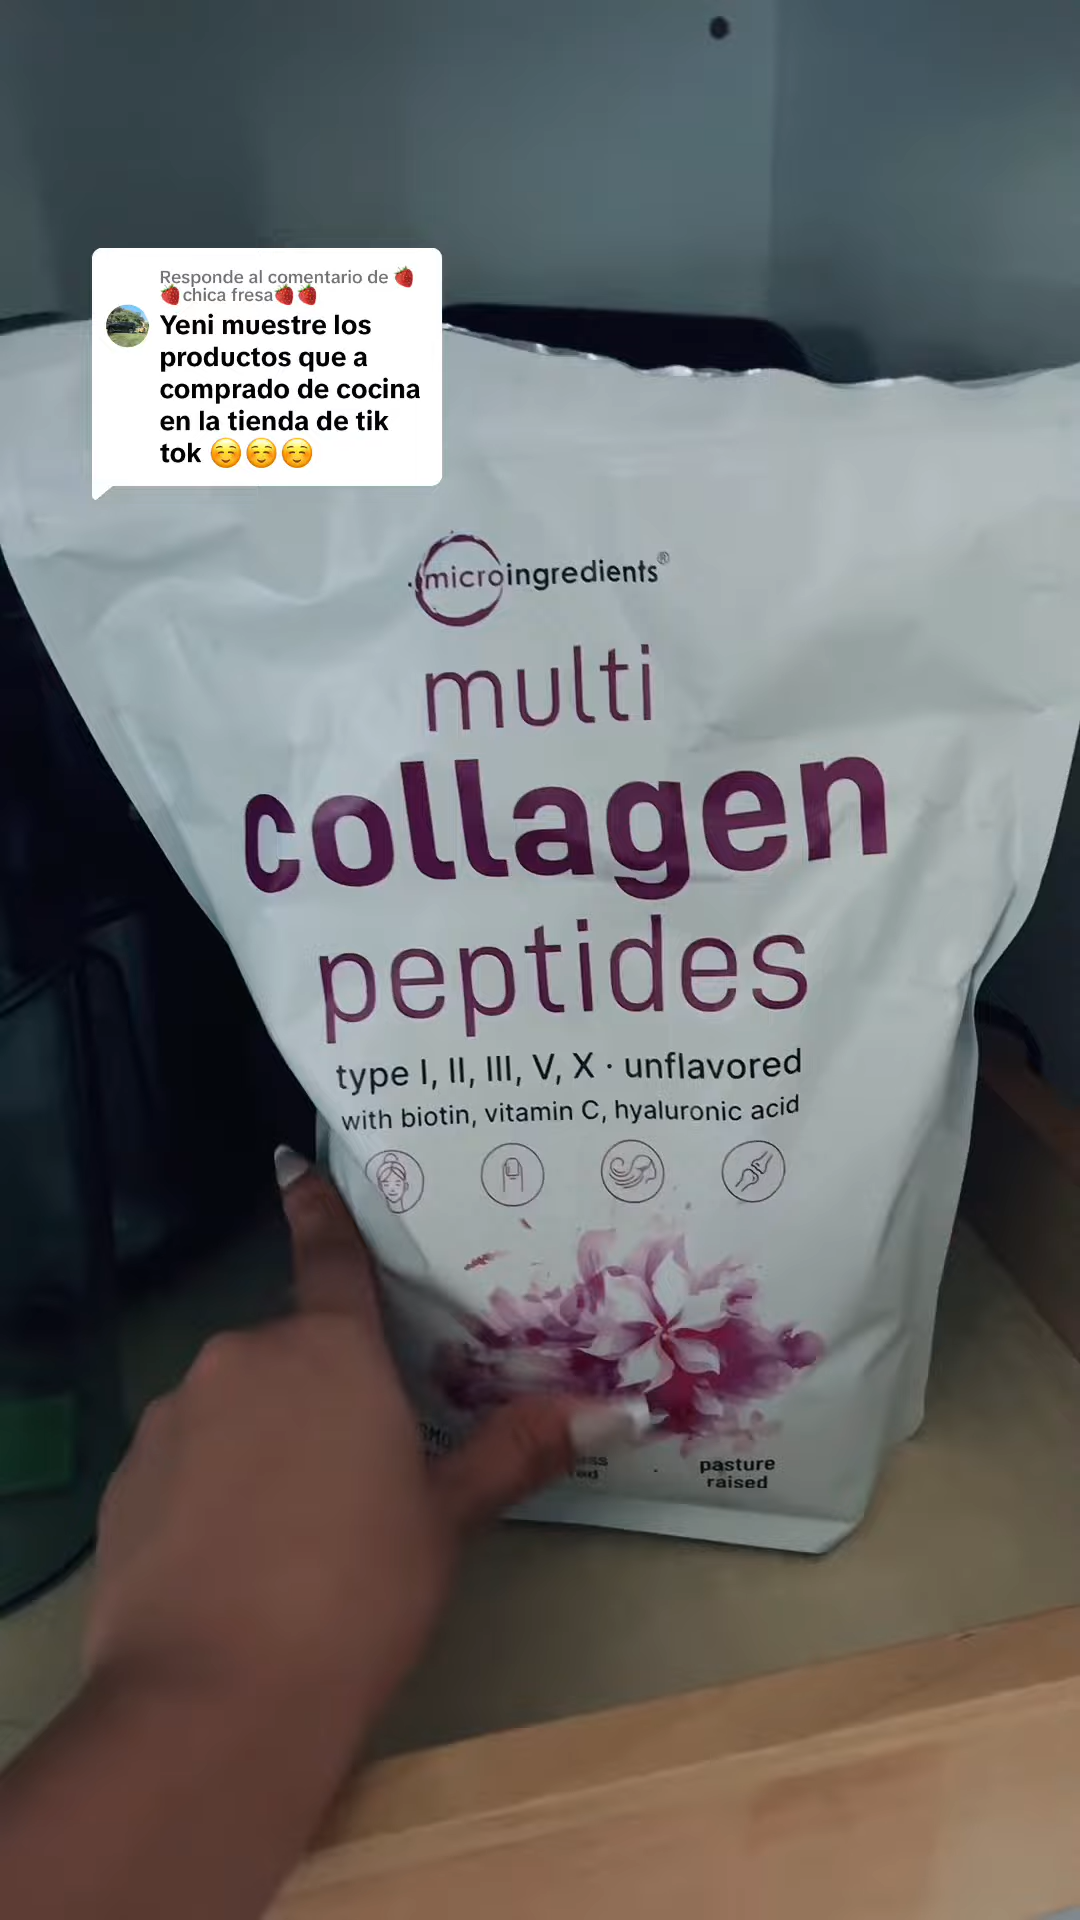 Responde al comentario de 🍓
🍓chica fresa🍓🍓
Yeni muestre los
productos que a
comprado de cocina
en la tienda de tik
tok ☺️☺️☺️
microingredients®
multi
collagen
peptides
type I, II, III, V, X · unflavored
with biotin, vitamin C, hyaluronic acid
pasture
raised